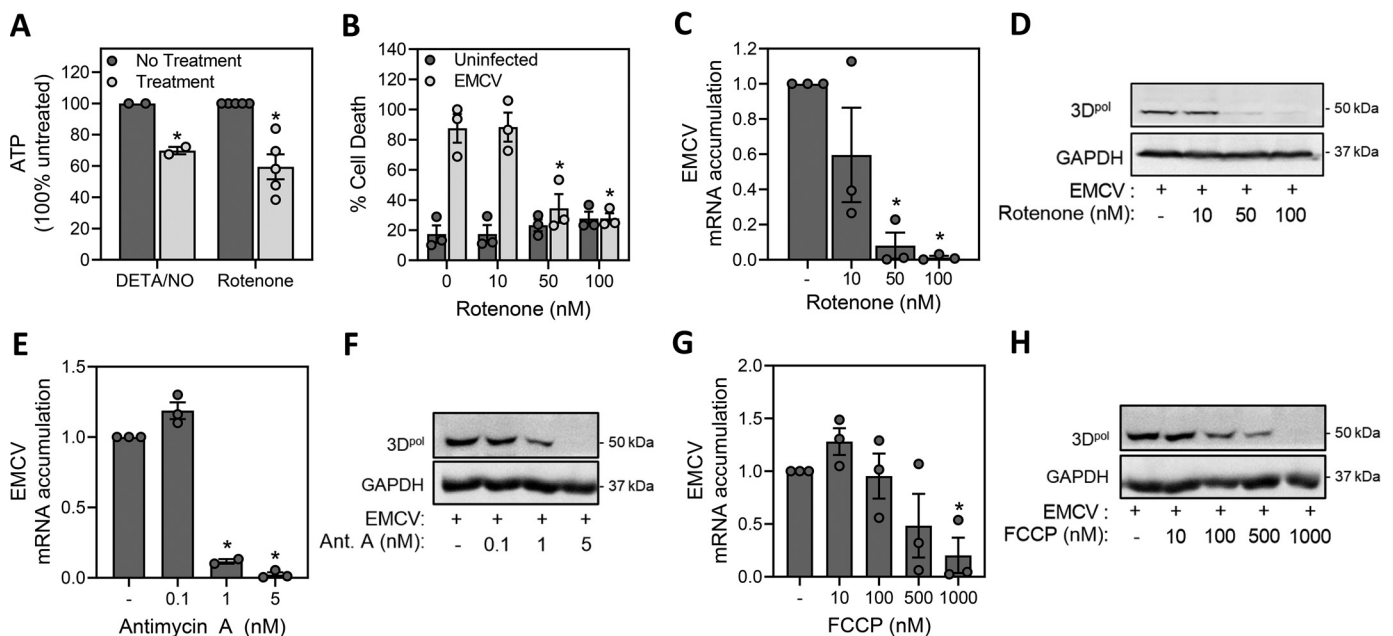 A
No Treatment
Treatment
ATP
(100% untreated)
120
100
80
60
40
20
0
*
*
DETA/NO
Rotenone
B
Uninfected
EMCV
% Cell Death
140
120
100
80
60
40
20
0
*
*
0
10
50
100
Rotenone (nM)
C
EMCV
mRNA accumulation
1.2
1.0
0.8
0.6
0.4
0.2
0.0
*
*
-
10
50
100
Rotenone (nM)
D
3Dpol
- 50 kDa
GAPDH
- 37 kDa
EMCV : + + + +
Rotenone (nM): - 10 50 100
E
EMCV
mRNA accumulation
1.5
1.0
0.5
0.0
*
*
-
0.1
1
5
Antimycin A (nM)
F
3Dpol
- 50 kDa
GAPDH
- 37 kDa
EMCV: + + + +
Ant. A (nM): - 0.1 1 5
G
EMCV
mRNA accumulation
2.0
1.5
1.0
0.5
0.0
*
-
10
100
500
1000
FCCP (nM)
H
3Dpol
- 50 kDa
GAPDH
- 37 kDa
EMCV : + + + + +
FCCP (nM): - 10 100 500 1000